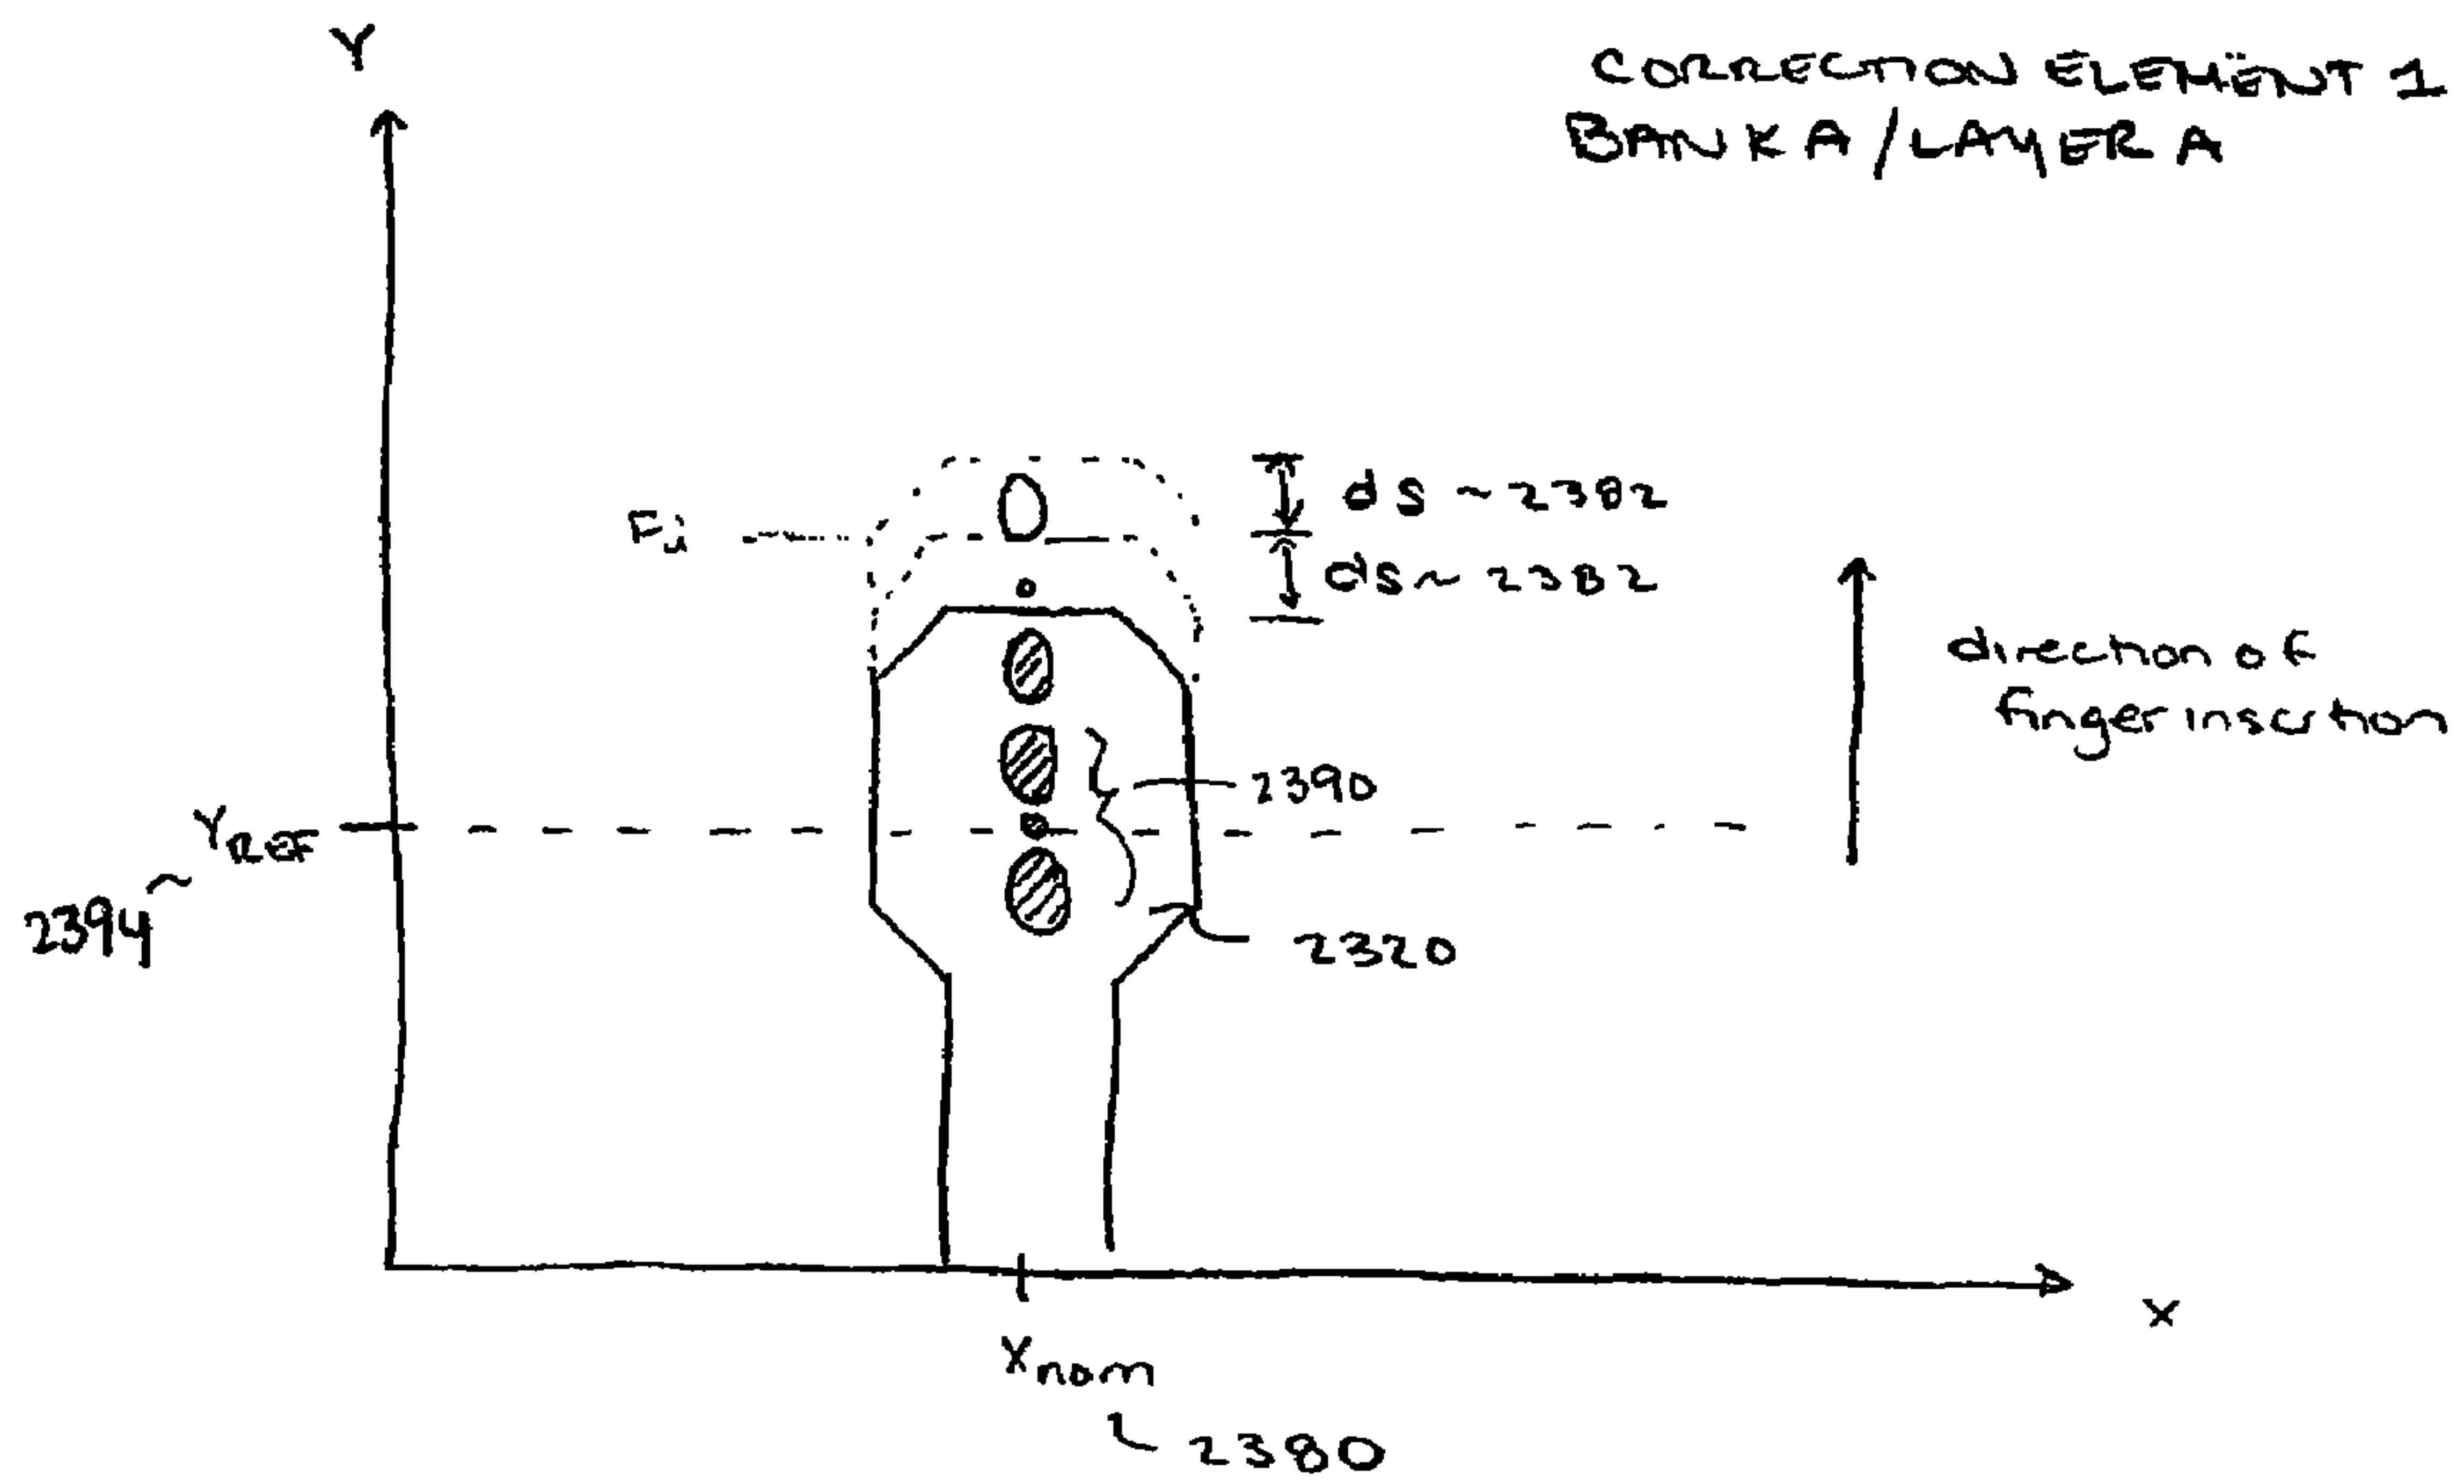 Y
CORRECTION ELEMENT 1
BANK A/LAYER A
ds ~ 2382
Fj
ds ~ 2382
direction of
finger insertion
2390
YREF
2394
2320
X
Xnom
2380